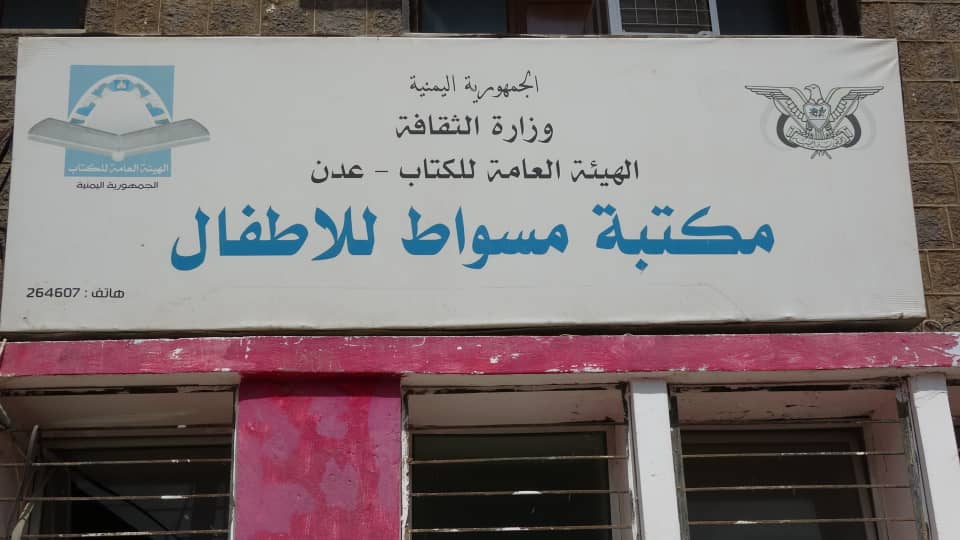 الجمهورية اليمنية
وزارة الثقافة
الهيئة العامة للكتاب - عدن
مكتبة مسواط للاطفال
هاتف : 264607
الهيئة العامة للكتاب
الجمهورية اليمنية